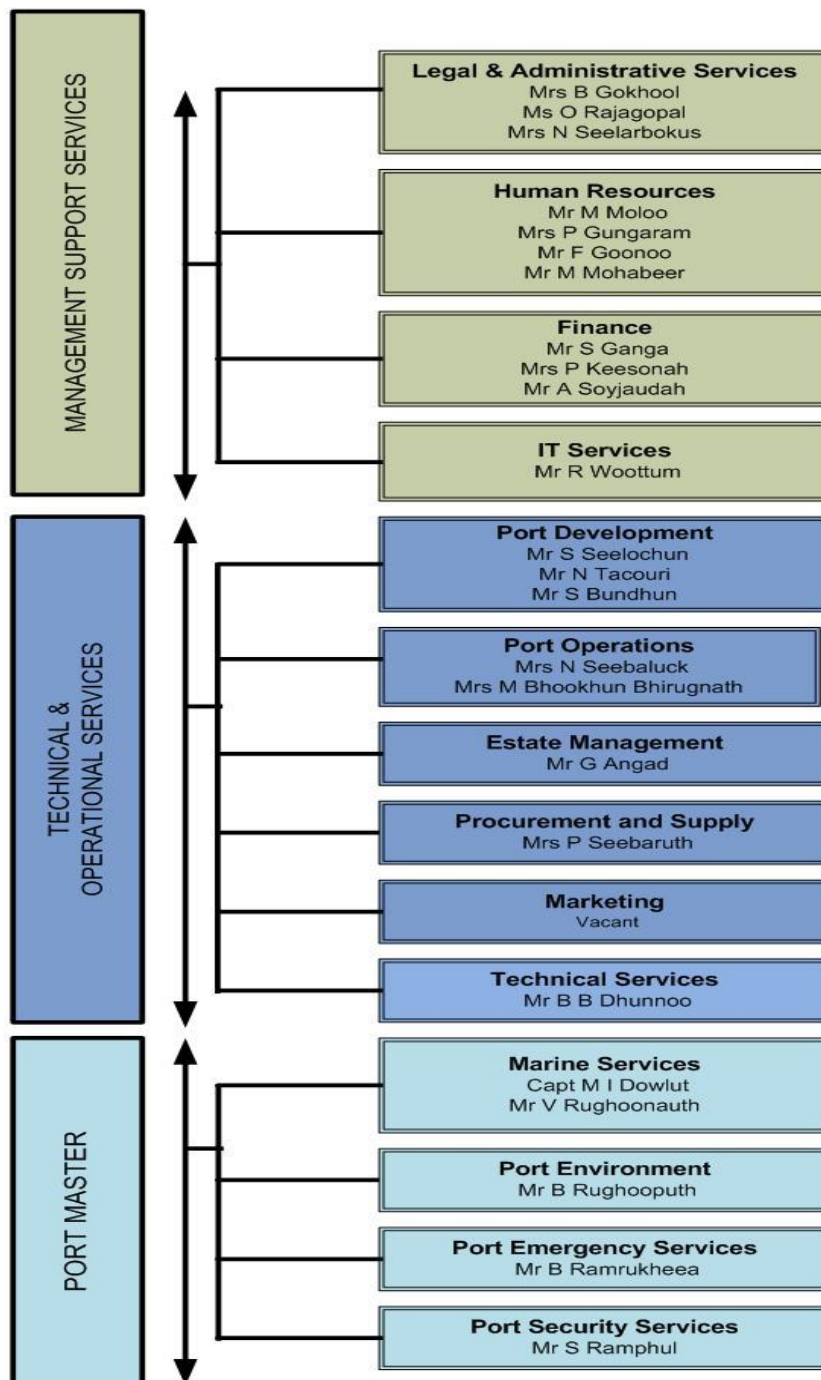 MANAGEMENT SUPPORT SERVICES
Legal & Administrative Services
Mrs B Gokhool
Ms O Rajagopal
Mrs N Seelarbokus
Human Resources
Mr M Moloo
Mrs P Gungaram
Mr F Goonoo
Mr M Mohabeer
Finance
Mr S Ganga
Mrs P Keesonah
Mr A Soyjaudah
IT Services
Mr R Woottum
TECHNICAL &
OPERATIONAL SERVICES
Port Development
Mr S Seelochun
Mr N Tacouri
Mr S Bundhun
Port Operations
Mrs N Seebaluck
Mrs M Bhookhun Bhirugnath
Estate Management
Mr G Angad
Procurement and Supply
Mrs P Seebaruth
Marketing
Vacant
Technical Services
Mr B B Dhunnoo
PORT MASTER
Marine Services
Capt M I Dowlut
Mr V Rughoonauth
Port Environment
Mr B Rughooputh
Port Emergency Services
Mr B Ramrukheea
Port Security Services
Mr S Ramphul